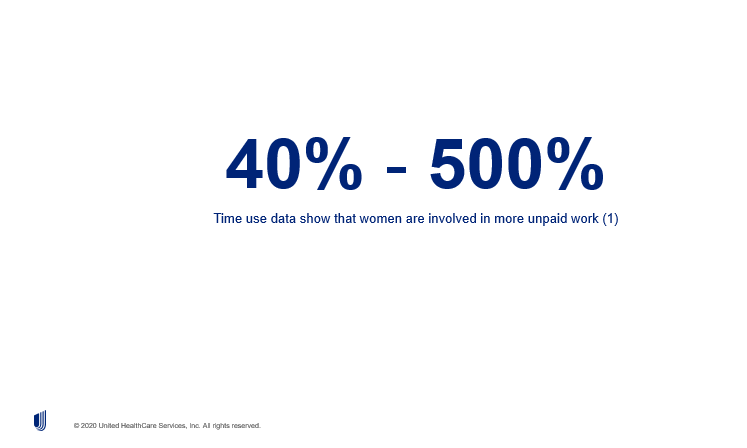 40% - 500%
Time use data show that women are involved in more unpaid work (1)
© 2020 United HealthCare Services, Inc. All rights reserved.